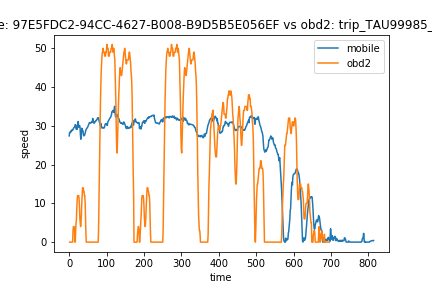 e: 97E5FDC2-94CC-4627-B008-B9D5B5E056EF vs obd2: trip_TAU99985_
mobile
obd2
50
40
30
20
10
0
speed
0 100 200 300 400 500 600 700 800
time